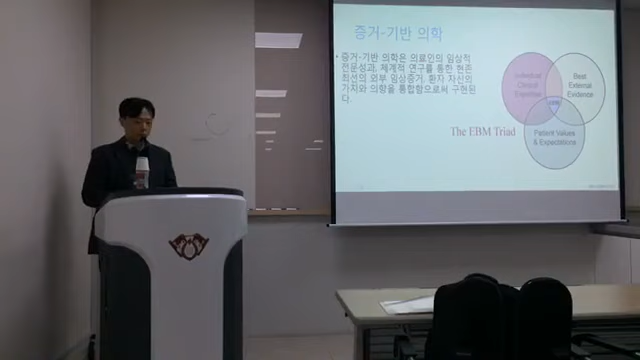 증거-기반 의학
증거-기반 의학은 의료인의 임상적
전문성과, 체계적 연구를 통한 현존
최선의 외부 임상증거, 환자 자신의
가치와 의향을 통합함으로써 구현된
다.
Individual
Clinical
Expertise
Best
External
Evidence
EBM
The EBM Triad
Patient Values
& Expectations